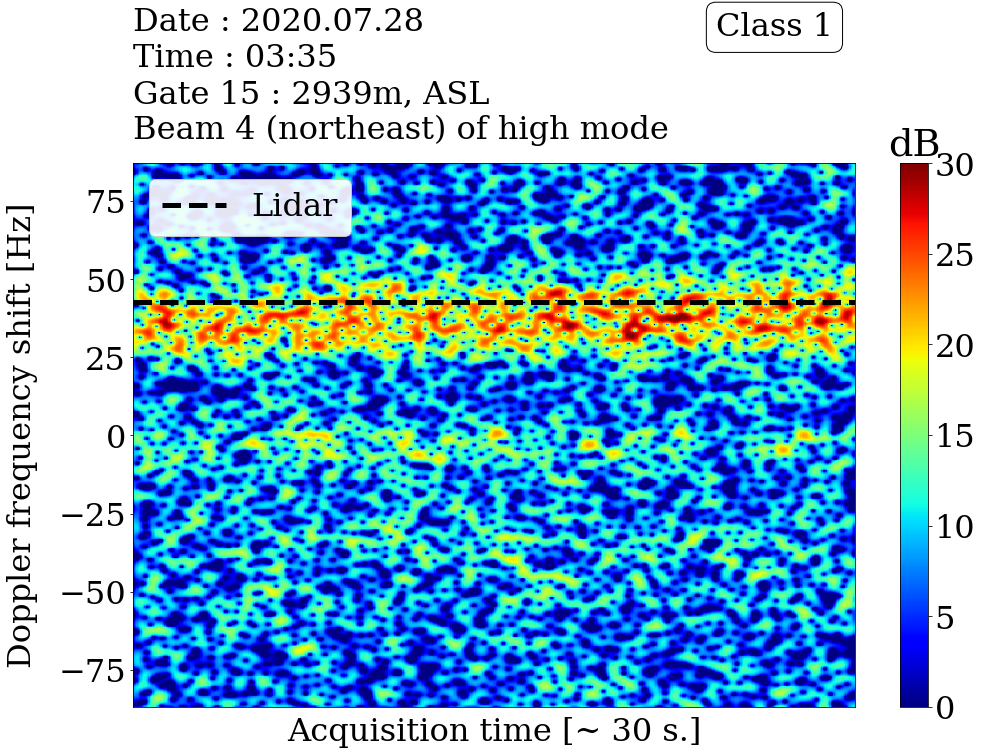 Date : 2020.07.28
Time : 03:35
Gate 15 : 2939m, ASL
Beam 4 (northeast) of high mode
Class 1
dB
Lidar
Doppler frequency shift [Hz]
75
50
25
0
−25
−50
−75
30
25
20
15
10
5
0
Acquisition time [~ 30 s.]